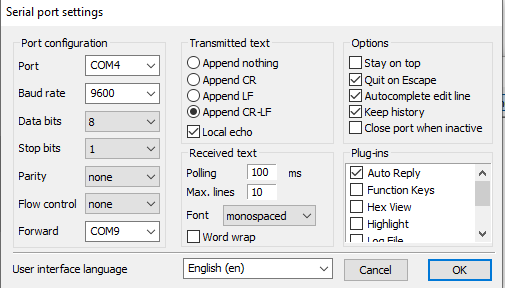 Serial port settings
Port configuration
Port COM4
Baud rate 9600
Data bits 8
Stop bits 1
Parity none
Flow control none
Forward COM9
Transmitted text
Append nothing
Append CR
Append LF
Append CR-LF
Local echo
Received text
Polling 100 ms
Max. lines 10
Font monospaced
Word wrap
Options
Stay on top
Quit on Escape
Autocomplete edit line
Keep history
Close port when inactive
Plug-ins
Auto Reply
Function Keys
Hex View
Highlight
Log File
User interface language English (en)
Cancel OK